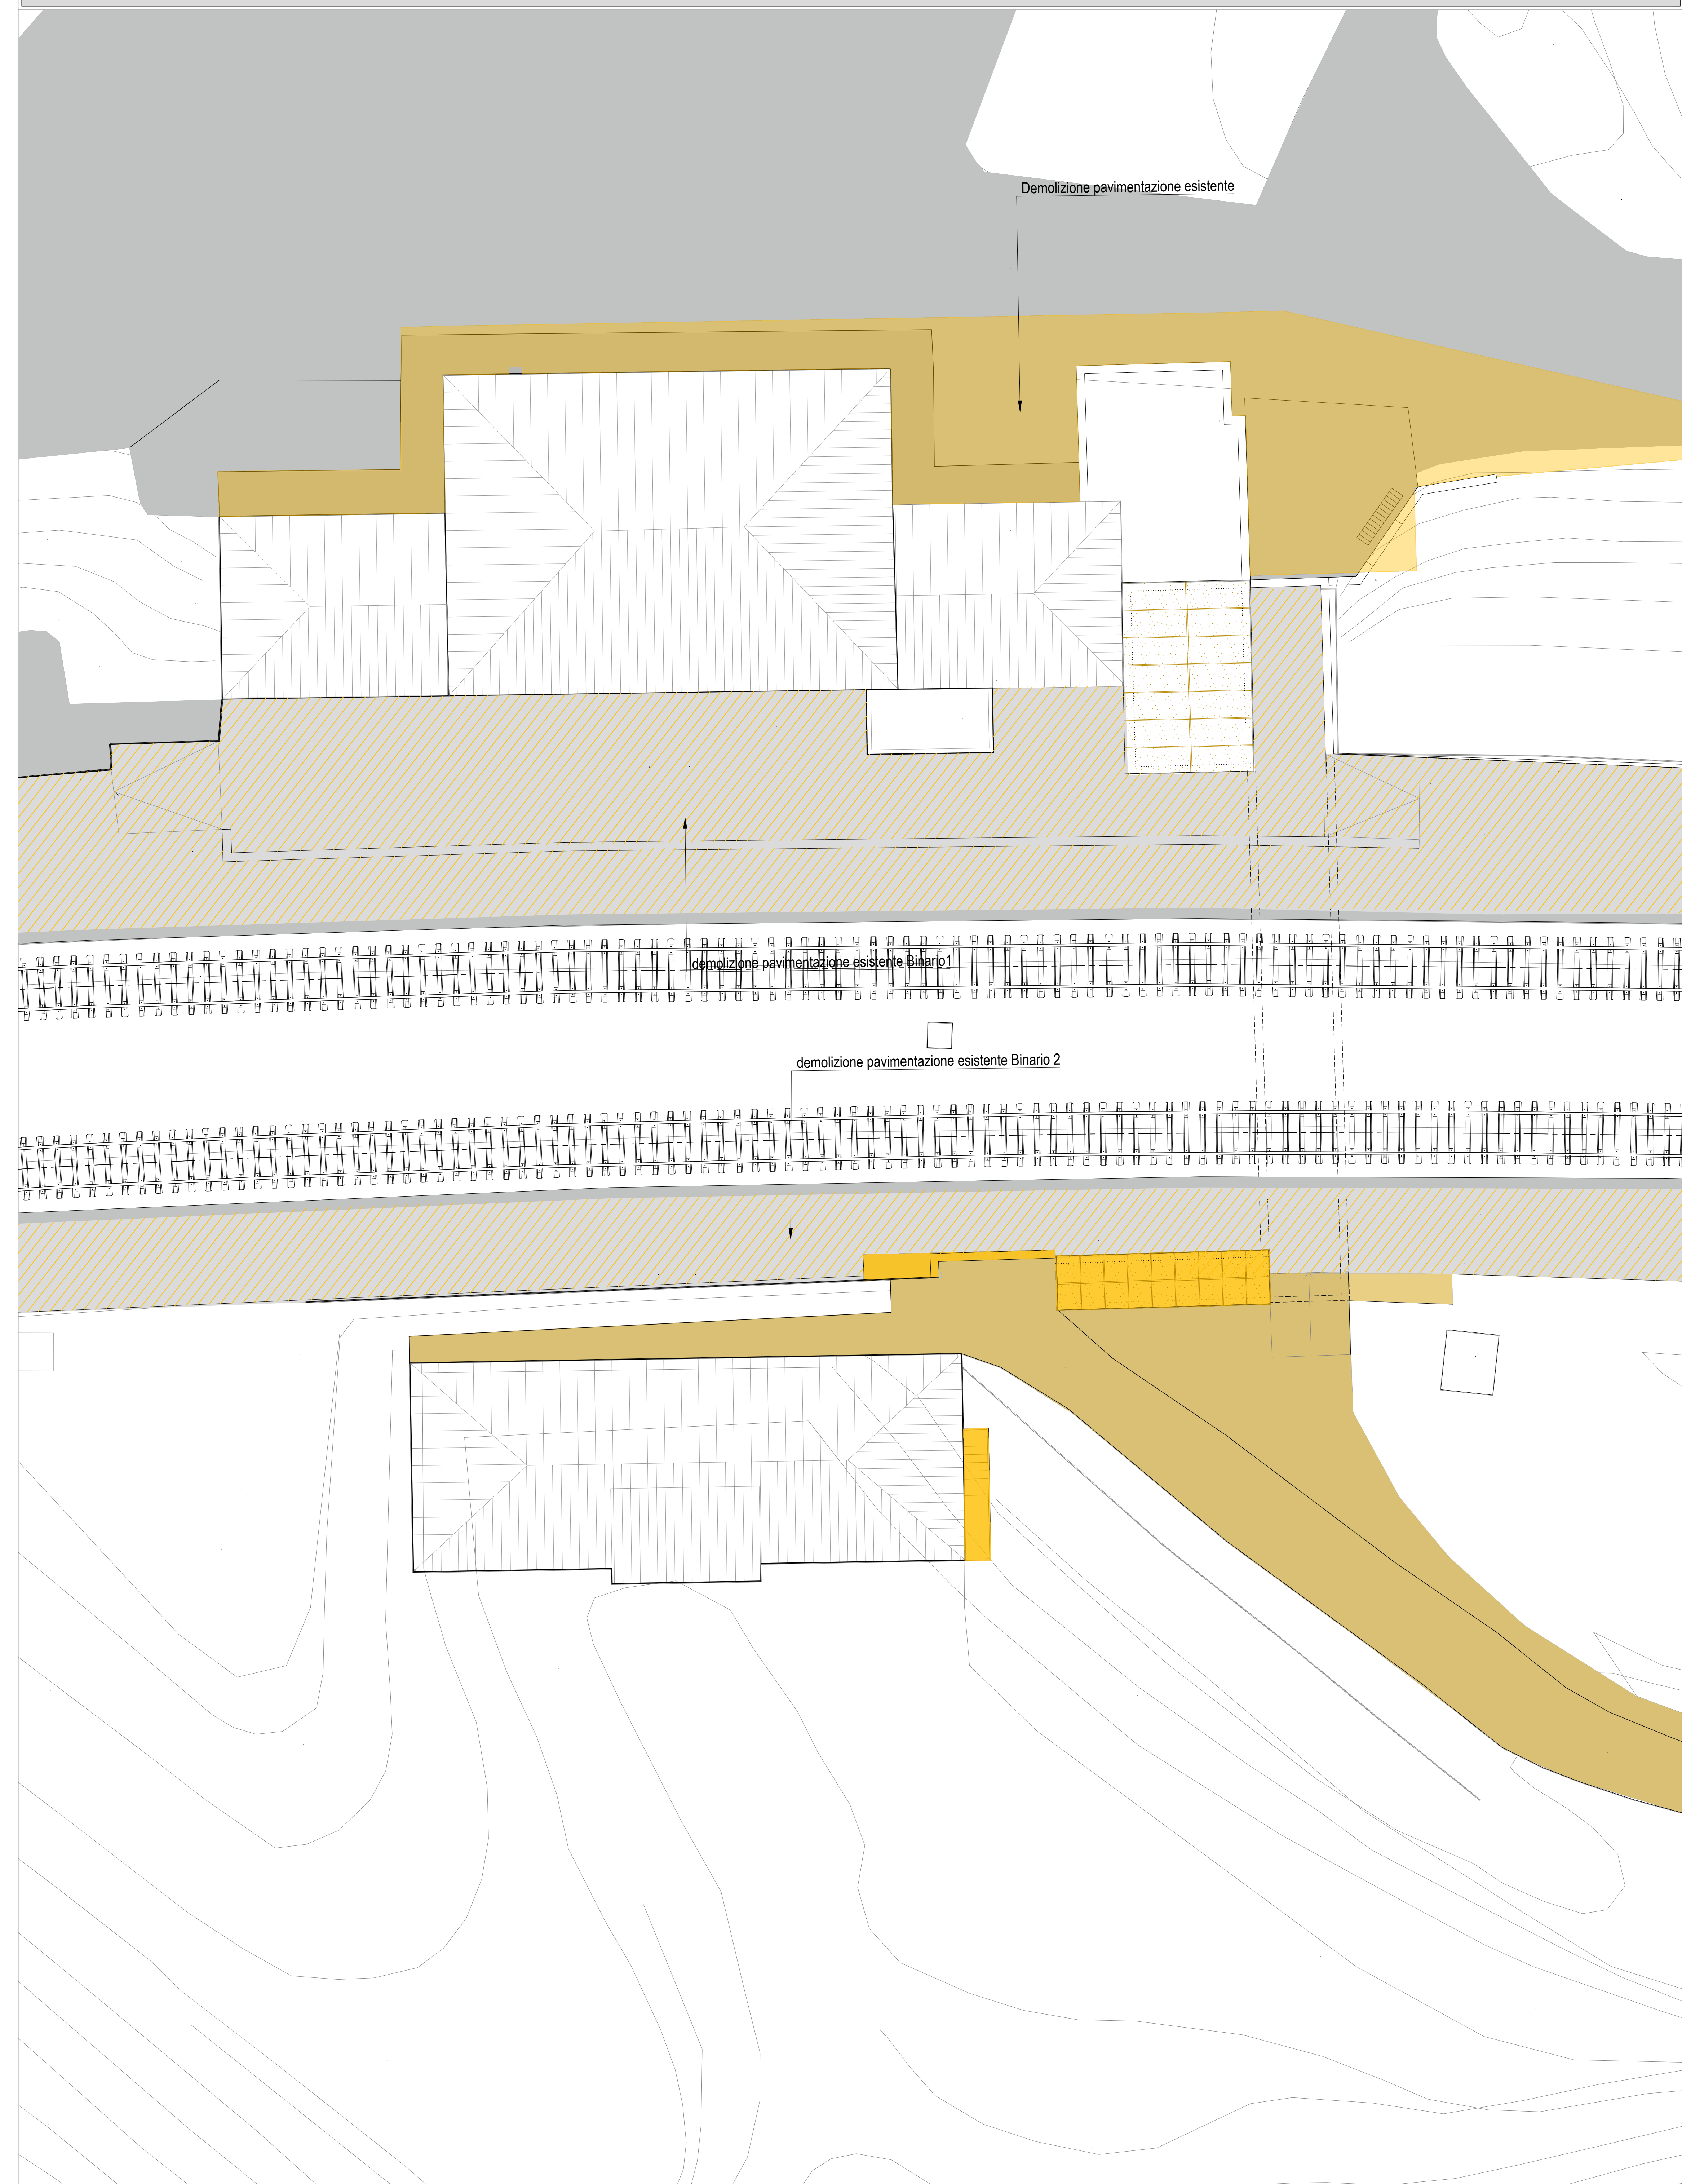 Demolizione pavimentazione esistente
demolizione pavimentazione esistente Binario1
demolizione pavimentazione esistente Binario 2